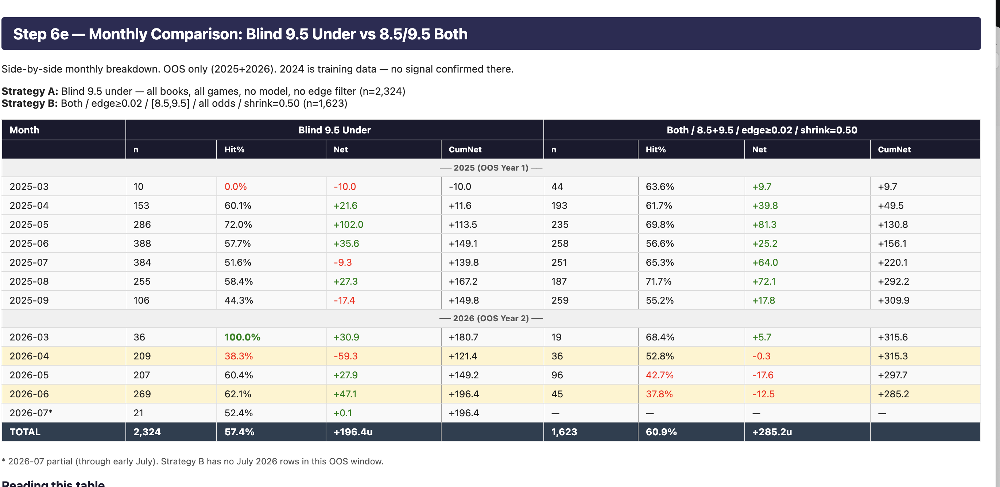 Step 6e — Monthly Comparison: Blind 9.5 Under vs 8.5/9.5 Both
Side-by-side monthly breakdown. OOS only (2025+2026). 2024 is training data — no signal confirmed there.
Strategy A: Blind 9.5 under — all books, all games, no model, no edge filter (n=2,324)
Strategy B: Both / edge≥0.02 / [8.5,9.5] / all odds / shrink=0.50 (n=1,623)
Month Blind 9.5 Under Both / 8.5+9.5 / edge≥0.02 / shrink=0.50
n Hit% Net CumNet n Hit% Net CumNet
— 2025 (OOS Year 1) —
2025-03 10 0.0% -10.0 -10.0 44 63.6% +9.7 +9.7
2025-04 153 60.1% +21.6 +11.6 193 61.7% +39.8 +49.5
2025-05 286 72.0% +102.0 +113.5 235 69.8% +81.3 +130.8
2025-06 388 57.7% +35.6 +149.1 258 56.6% +25.2 +156.1
2025-07 384 51.6% -9.3 +139.8 251 65.3% +64.0 +220.1
2025-08 255 58.4% +27.3 +167.2 187 71.7% +72.1 +292.2
2025-09 106 44.3% -17.4 +149.8 259 55.2% +17.8 +309.9
— 2026 (OOS Year 2) —
2026-03 36 100.0% +30.9 +180.7 19 68.4% +5.7 +315.6
2026-04 209 38.3% -59.3 +121.4 36 52.8% -0.3 +315.3
2026-05 207 60.4% +27.9 +149.2 96 42.7% -17.6 +297.7
2026-06 269 62.1% +47.1 +196.4 45 37.8% -12.5 +285.2
2026-07* 21 52.4% +0.1 +196.4 — — — —
TOTAL 2,324 57.4% +196.4u 1,623 60.9% +285.2u
* 2026-07 partial (through early July). Strategy B has no July 2026 rows in this OOS window.
Reading this table